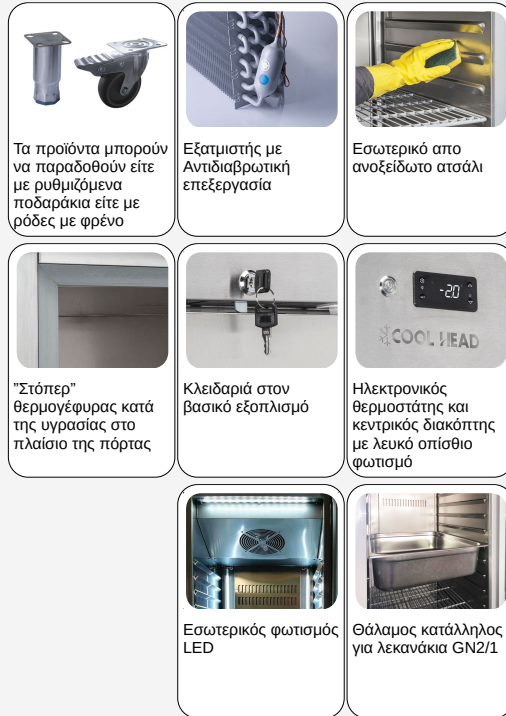 Τα προϊόντα μπορούν
να παραδοθούν είτε
με ρυθμιζόμενα
ποδαράκια είτε με
ρόδες με φρένο
Εξατμιστής με
Αντιδιαβρωτική
επεξεργασία
Εσωτερικό απο
ανοξείδωτο ατσάλι
"Στόπερ"
θερμογέφυρας κατά
της υγρασίας στο
πλαίσιο της πόρτας
Κλειδαριά στον
βασικό εξοπλισμό
-2.0
COOL HEAD
Ηλεκτρονικός
θερμοστάτης και
κεντρικός διακόπτης
με λευκό οπίσθιο
φωτισμό
Εσωτερικός φωτισμός
LED
Θάλαμος κατάλληλος
για λεκανάκια GN2/1